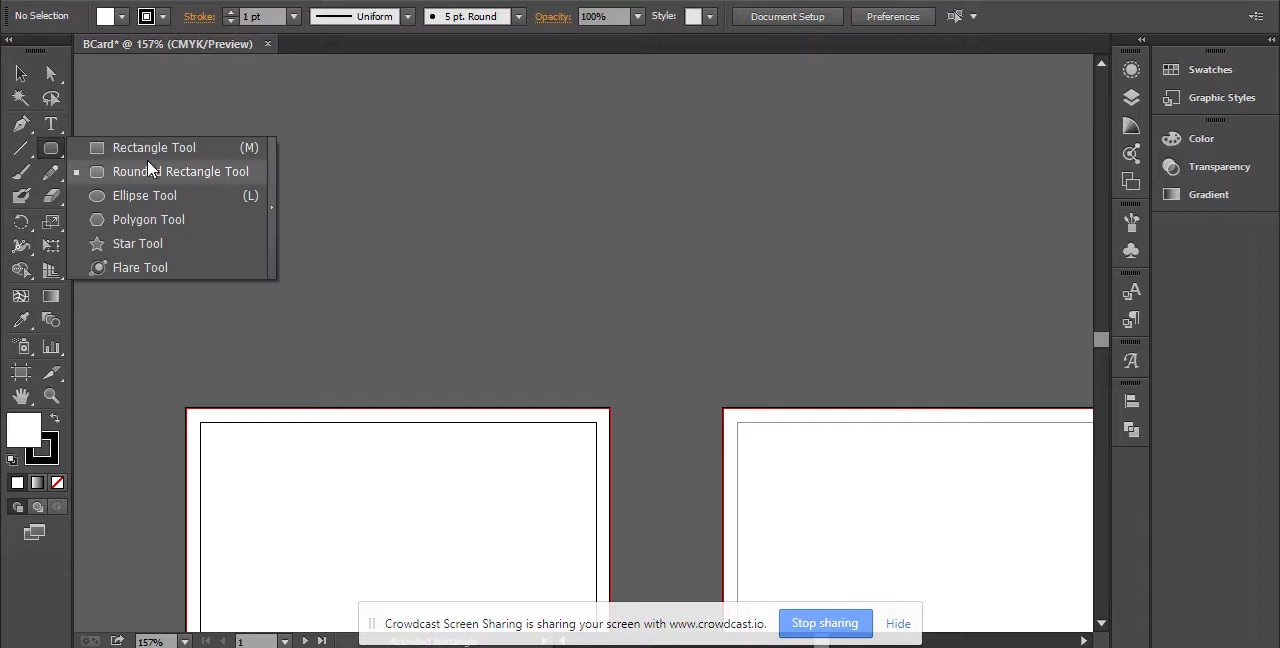 No Selection Stroke: 1 pt Uniform 5 pt. Round Opacity: 100% Style: Document Setup Preferences
BCard* @ 157% (CMYK/Preview) ×
Swatches
Graphic Styles
Color
Transparency
Gradient
Rectangle Tool (M)
Rounded Rectangle Tool
Ellipse Tool (L)
Polygon Tool
Star Tool
Flare Tool
Crowdcast Screen Sharing is sharing your screen with www.crowdcast.io. Stop sharing Hide
157% 1 Rounded Rectangle